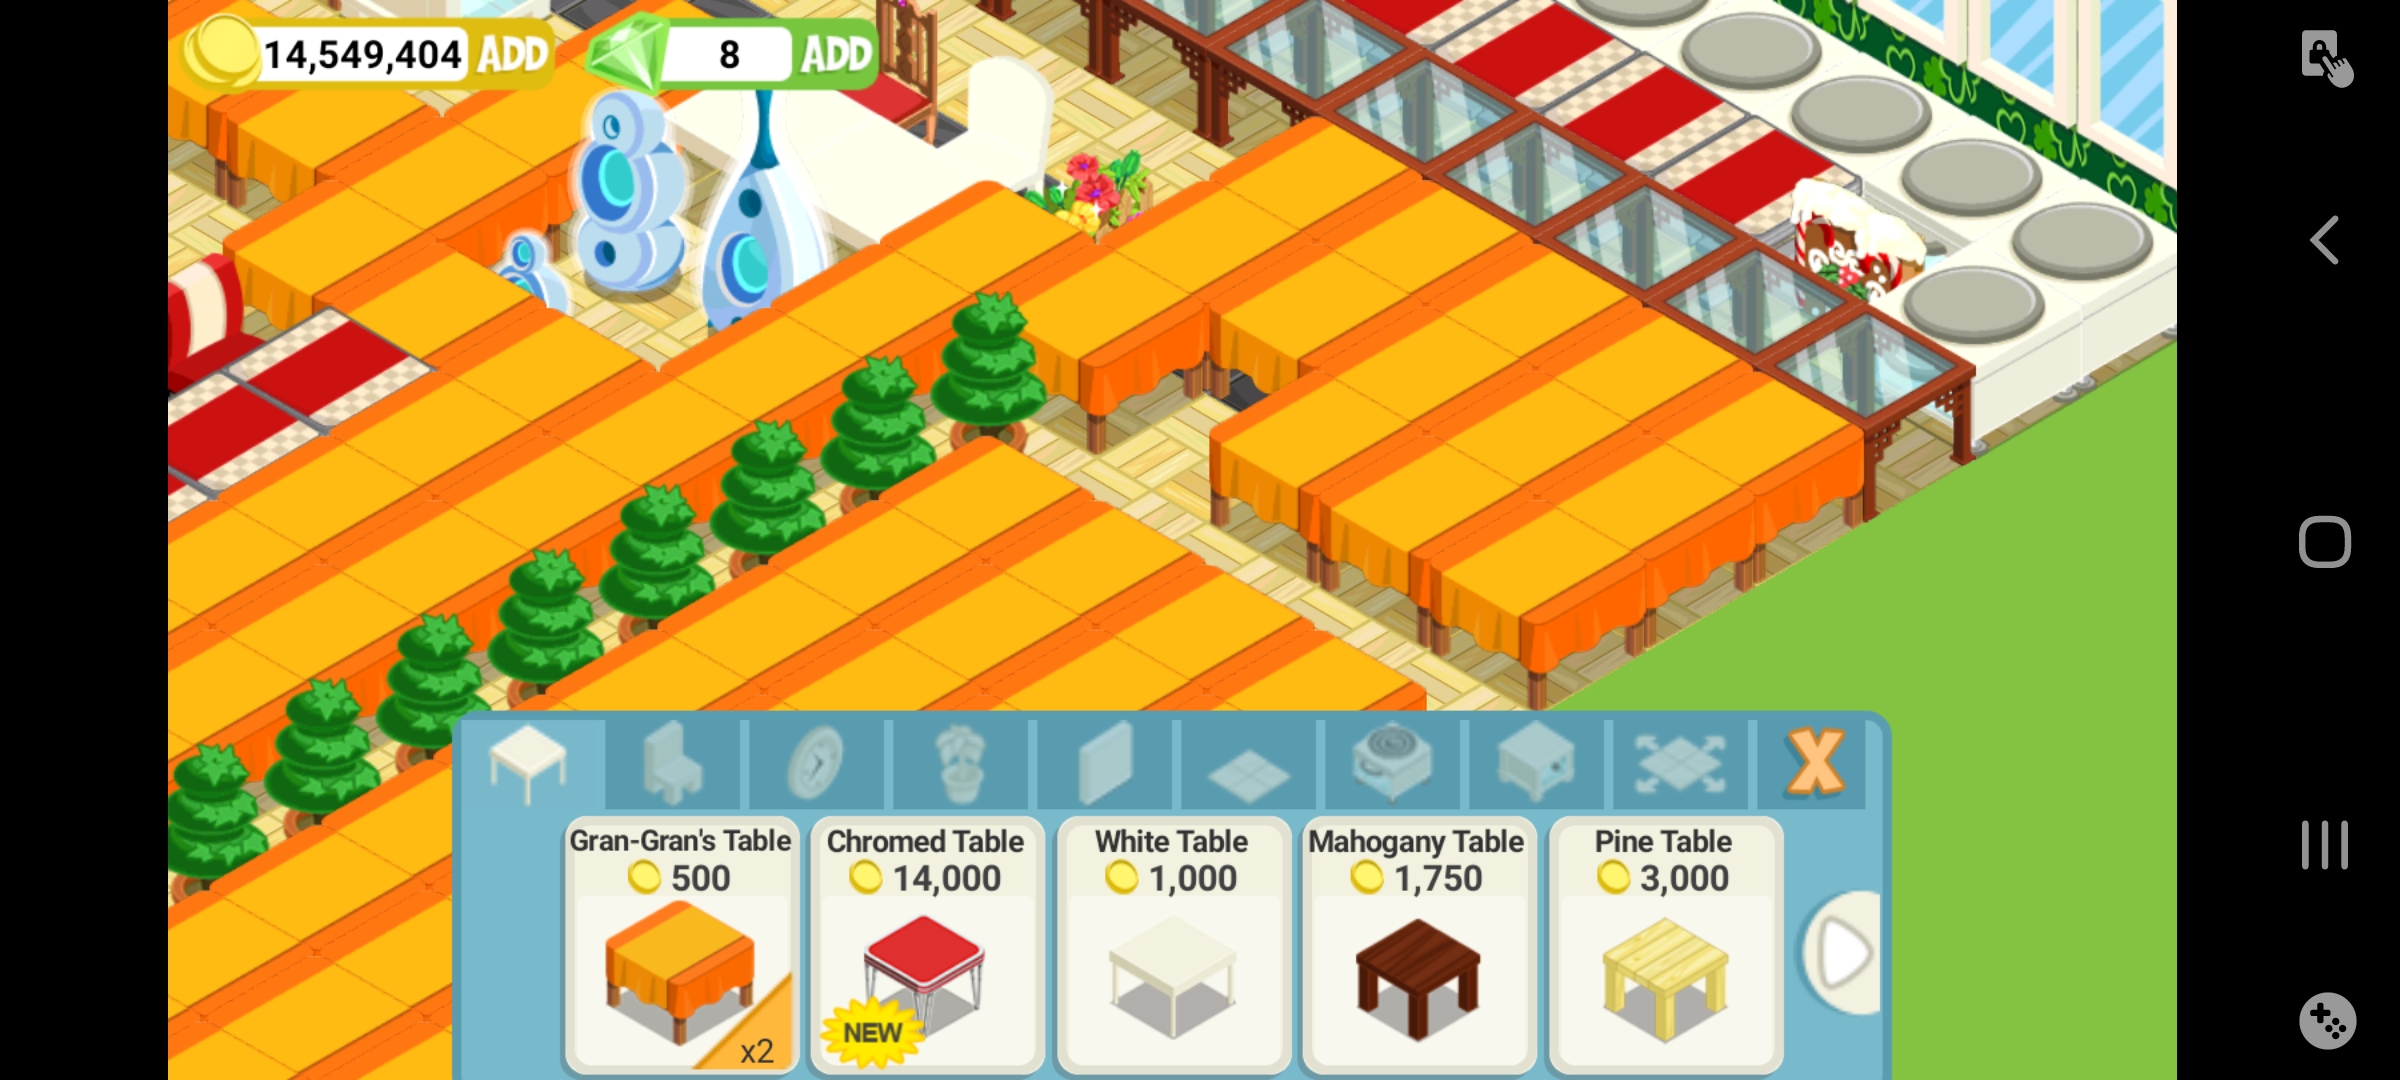 14,549,404 ADD 8 ADD
Gran-Gran's Table Chromed Table White Table Mahogany Table Pine Table
500 14,000 1,000 1,750 3,000
NEW
x2
X